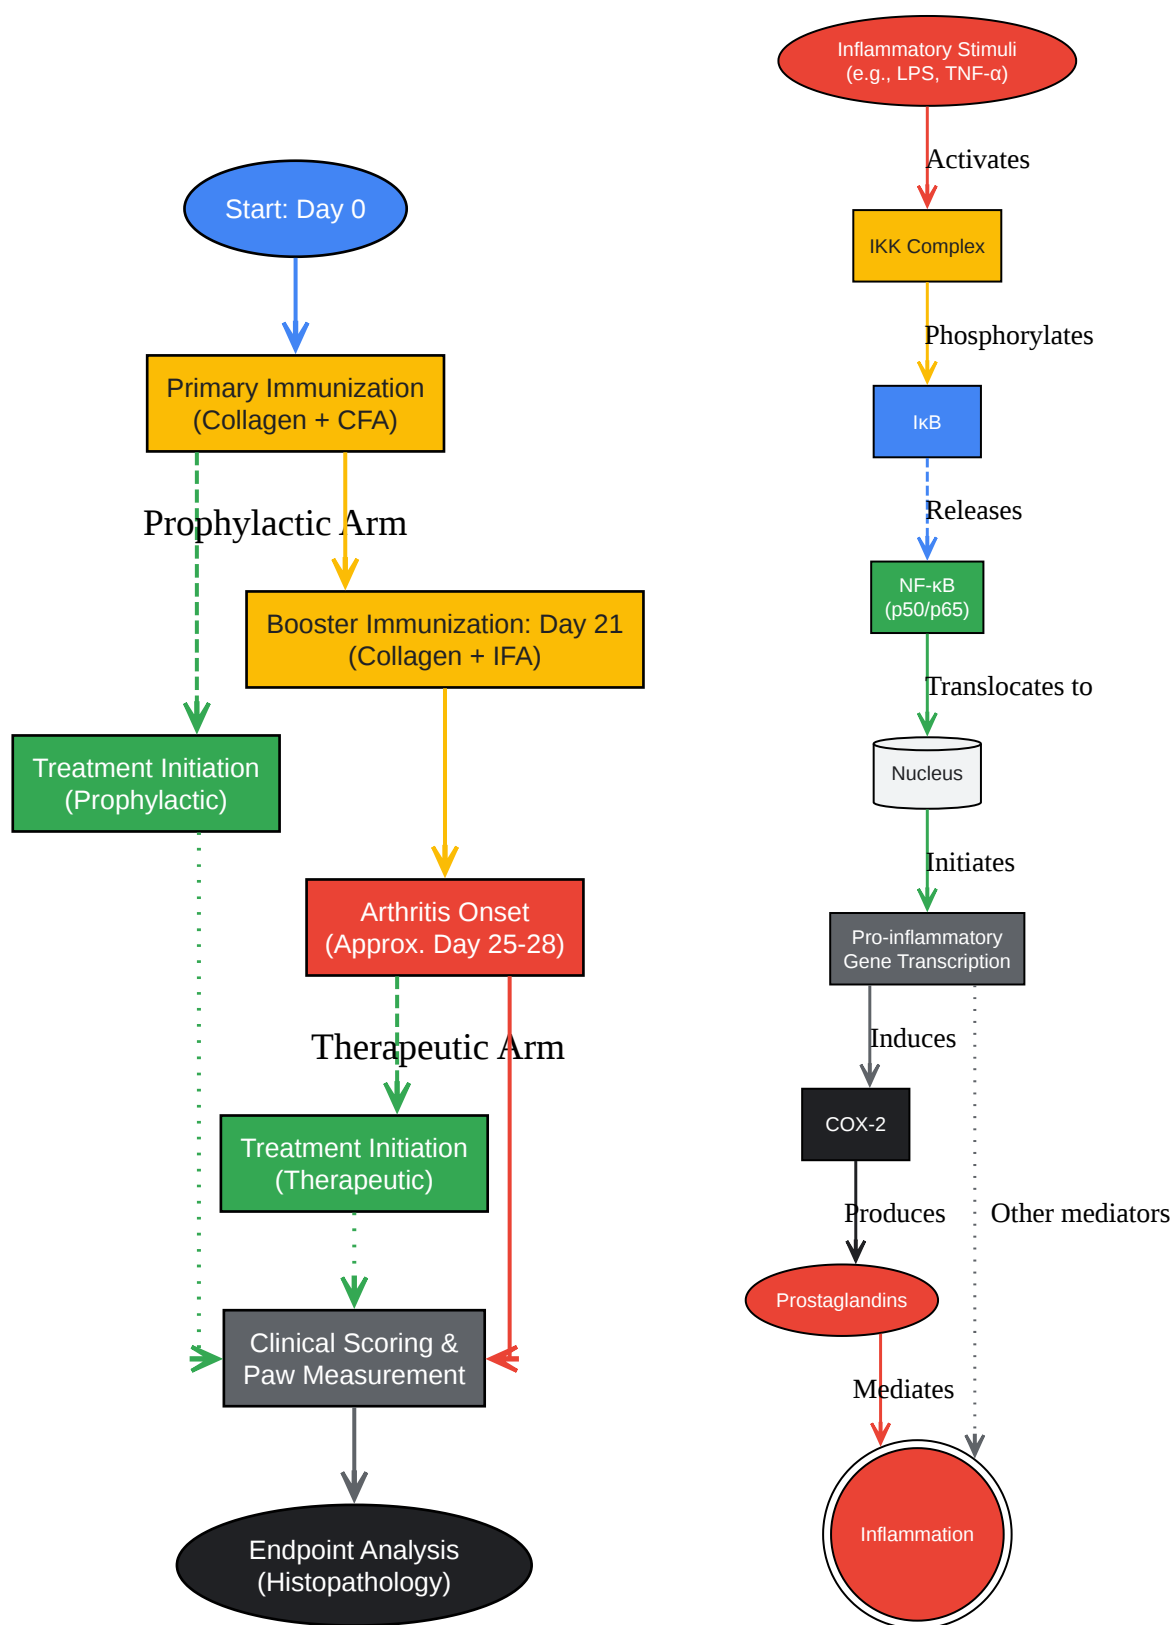 Start: Day 0
Primary Immunization
(Collagen + CFA)
Prophylactic Arm
Booster Immunization: Day 21
(Collagen + IFA)
Treatment Initiation
(Prophylactic)
Arthritis Onset
(Approx. Day 25-28)
Therapeutic Arm
Treatment Initiation
(Therapeutic)
Clinical Scoring &
Paw Measurement
Endpoint Analysis
(Histopathology)
Inflammatory Stimuli
(e.g., LPS, TNF-α)
Activates
IKK Complex
Phosphorylates
IκB
Releases
NF-κB
(p50/p65)
Translocates to
Nucleus
Initiates
Pro-inflammatory
Gene Transcription
Induces
COX-2
Produces
Other mediators
Prostaglandins
Mediates
Inflammation